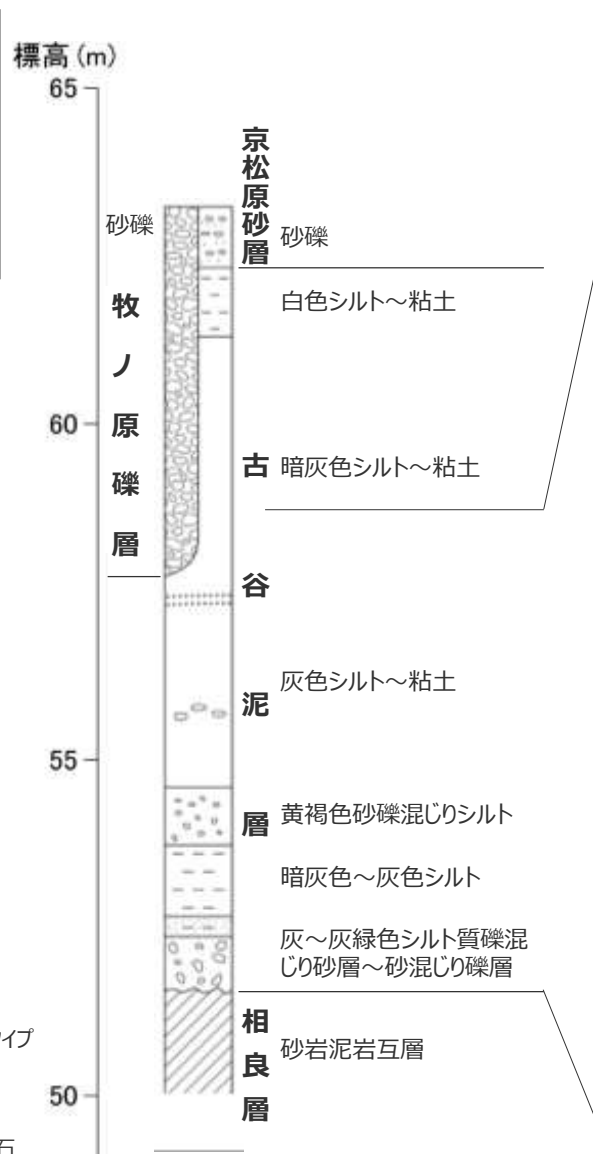 標高(m)
65
60
55
50
京松原砂層
砂礫
砂礫
牧ノ原礫層
白色シルト～粘土
古谷泥層
暗灰色シルト～粘土
灰色シルト～粘土
黄褐色砂礫混じりシルト
暗灰色～灰色シルト
灰～灰緑色シルト質礫混
じり砂層～砂混じり礫層
相良層
砂岩泥岩互層
イプ